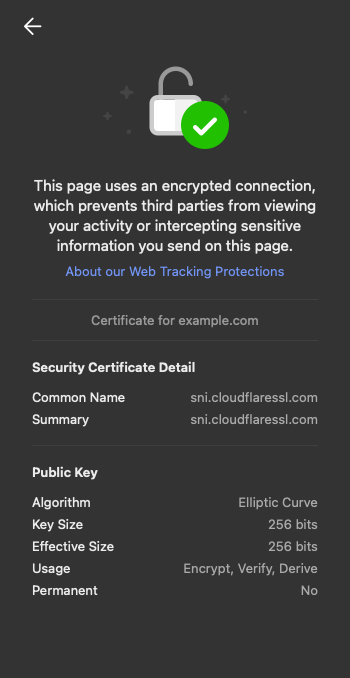 This page uses an encrypted connection,
which prevents third parties from viewing
your activity or intercepting sensitive
information you send on this page.
About our Web Tracking Protections
Certificate for example.com
Security Certificate Detail
Common Name sni.cloudflaressl.com
Summary sni.cloudflaressl.com
Public Key
Algorithm Elliptic Curve
Key Size 256 bits
Effective Size 256 bits
Usage Encrypt, Verify, Derive
Permanent No